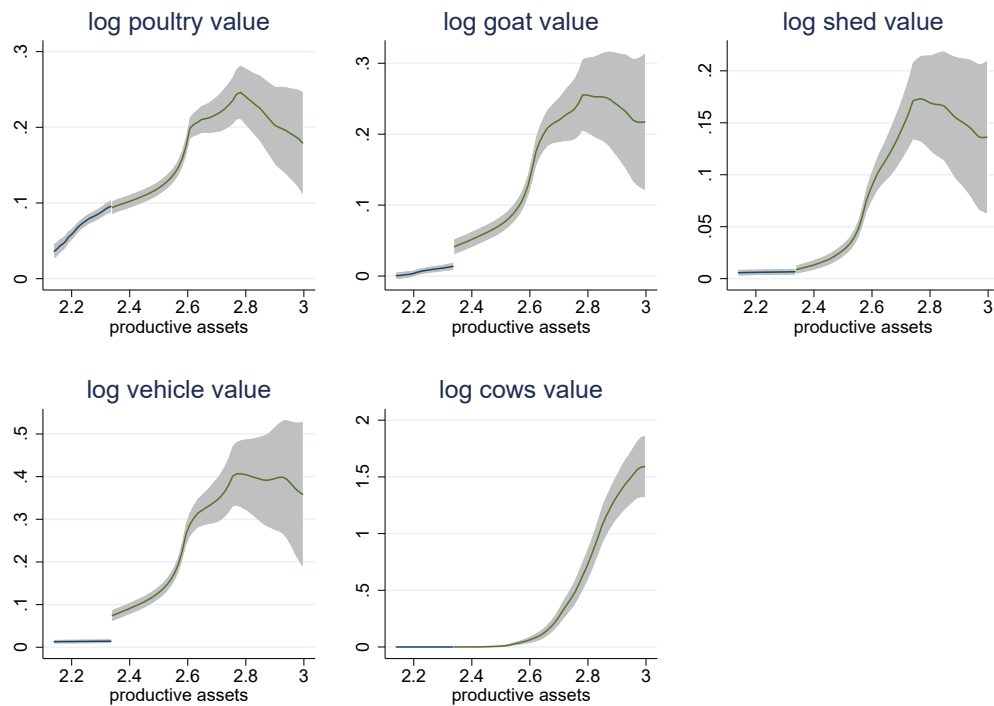 log poultry value
.3
.2
.1
0
2.2 2.4 2.6 2.8 3
productive assets
log goat value
.3
.2
.1
0
2.2 2.4 2.6 2.8 3
productive assets
log shed value
.2
.15
.1
.05
0
2.2 2.4 2.6 2.8 3
productive assets
log vehicle value
.5
.4
.3
.2
.1
0
2.2 2.4 2.6 2.8 3
productive assets
log cows value
2
1.5
1
.5
0
2.2 2.4 2.6 2.8 3
productive assets